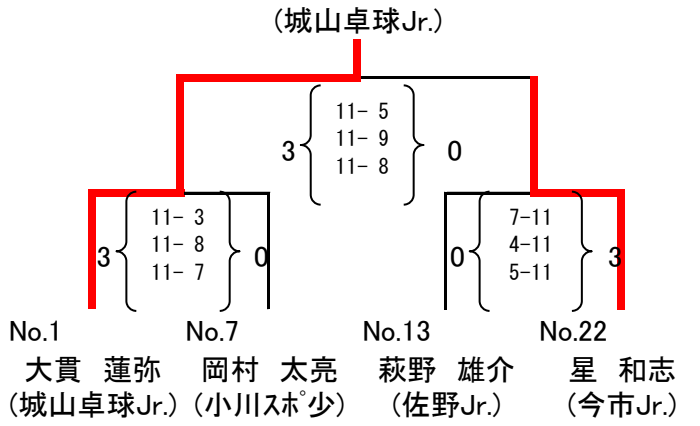 (城山卓球Jr.)
11- 5
11- 9
11- 8
3
0
11- 3
11- 8
11- 7
3
0
7-11
4-11
5-11
0
3
No.1
No.7
No.13
No.22
大貫 蓮弥
岡村 太亮
萩野 雄介
星 和志
(城山卓球Jr.)
(小川ｽﾎﾟ少)
(佐野Jr.)
(今市Jr.)